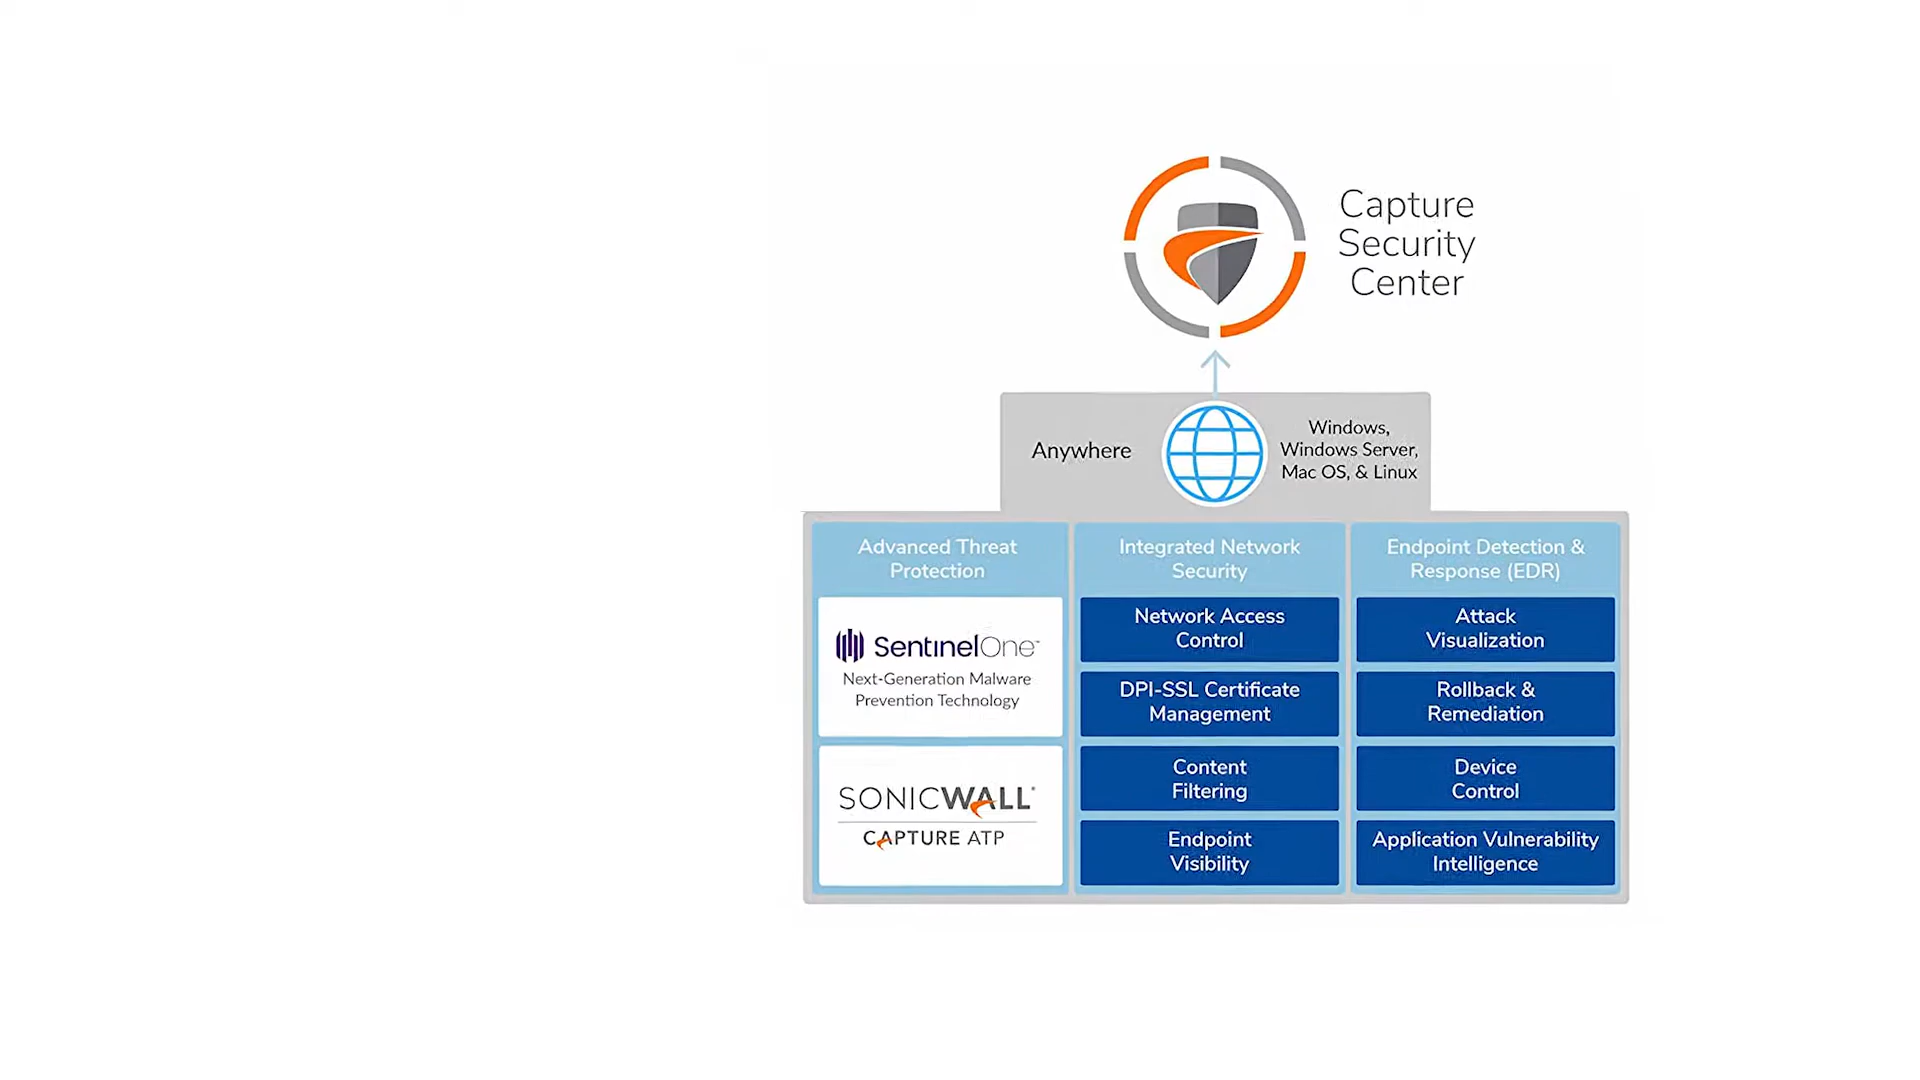 Capture
Security
Center
Anywhere
Windows,
Windows Server,
Mac OS, & Linux
Advanced Threat
Protection
SentinelOne™
Next-Generation Malware
Prevention Technology
SONICWALL®
CAPTURE ATP
Integrated Network
Security
Network Access
Control
DPI-SSL Certificate
Management
Content
Filtering
Endpoint
Visibility
Endpoint Detection &
Response (EDR)
Attack
Visualization
Rollback &
Remediation
Device
Control
Application Vulnerability
Intelligence